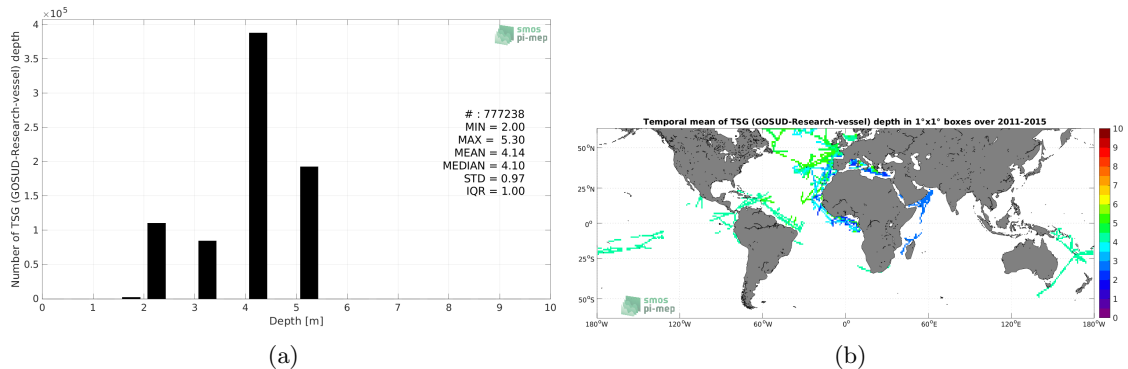 ×10⁵
4
3.5
3
2.5
2
1.5
1
0.5
0
Number of TSG (GOSUD-Research-vessel) depth
smos
pi-mep
# : 777238
MIN = 2.00
MAX = 5.30
MEAN = 4.14
MEDIAN = 4.10
STD = 0.97
IQR = 1.00
0 1 2 3 4 5 6 7 8 9 10
Depth [m]
(a)
Temporal mean of TSG (GOSUD-Research-vessel) depth in 1°x1° boxes over 2011-2015
50°N
25°N
0°
25°S
50°S
smos
pi-mep
180°W 120°W 60°W 0° 60°E 120°E 180°E
10
9
8
7
6
5
4
3
2
1
0
(b)